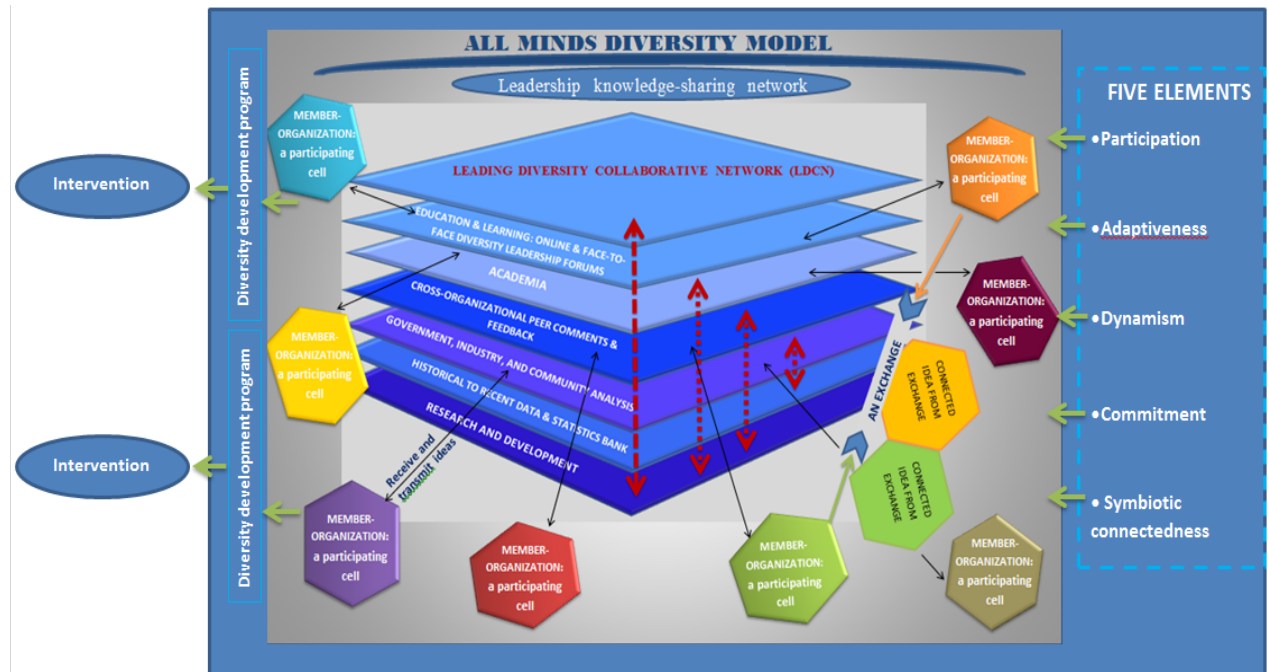 ALL MINDS DIVERSITY MODEL
Leadership knowledge-sharing network
Intervention
Diversity development program
MEMBER-
ORGANIZATION:
a participating
cell
LEADING DIVERSITY COLLABORATIVE NETWORK (LDCN)
EDUCATION & LEARNING: ONLINE & FACE-TO-
FACE DIVERSITY LEADERSHIP FORUMS
ACADEMIA
CROSS-ORGANIZATIONAL PEER COMMENTS &
FEEDBACK
GOVERNMENT, INDUSTRY, AND COMMUNITY ANALYSIS
HISTORICAL TO RECENT DATA & STATISTICS BANK
RESEARCH AND DEVELOPMENT
MEMBER-
ORGANIZATION:
a participating
cell
MEMBER-
ORGANIZATION:
a participating
cell
MEMBER-
ORGANIZATION:
a participating
cell
AN EXCHANGE
CONNECTED
IDEA FROM
EXCHANGE
CONNECTED
IDEA FROM
EXCHANGE
Intervention
Diversity development program
Receive and
transmit ideas
MEMBER-
ORGANIZATION:
a participating
cell
MEMBER-
ORGANIZATION:
a participating
cell
MEMBER-
ORGANIZATION:
a participating
cell
MEMBER-
ORGANIZATION:
a participating
cell
FIVE ELEMENTS
•Participation
•Adaptiveness
•Dynamism
•Commitment
• Symbiotic
connectedness